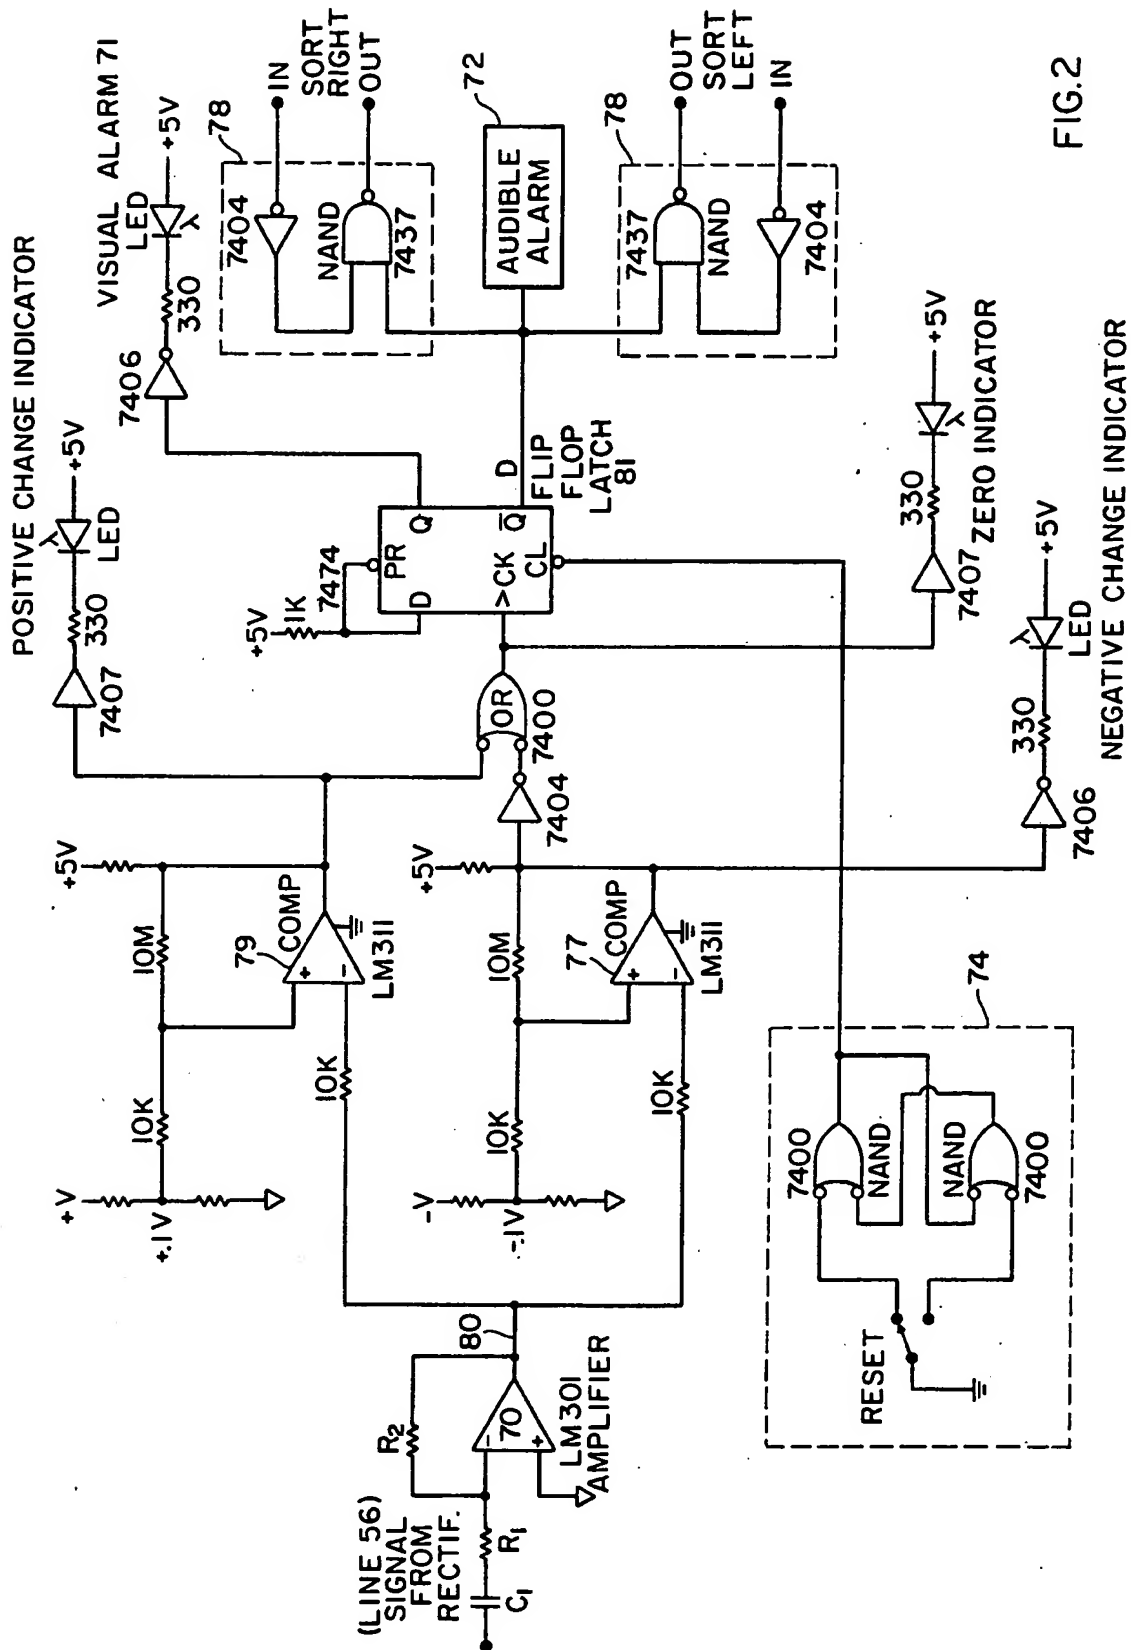 (LINE 56)
SIGNAL
FROM
RECTIF.
C1
R1
R2
70
-
+
LM301
AMPLIFIER
80
+V
+.1V
10K
10M
+5V
79
COMP
+
-
LM311
10K
-V
-.1V
10K
10M
+5V
77
COMP
+
-
LM311
10K
RESET
7400
NAND
NAND
7400
74
POSITIVE CHANGE INDICATOR
7407
330
LED
+5V
7404
OR
7400
+5V
1K
7474
PR
D
Q
>CK
Q̅
CL
D
FLIP
FLOP
LATCH
81
VISUAL ALARM 71
7406
330
LED
+5V
78
7404
NAND
7437
IN
SORT
RIGHT
OUT
AUDIBLE
ALARM
72
78
7437
NAND
7404
OUT
SORT
LEFT
IN
7407
330
+5V
ZERO INDICATOR
7406
330
LED
+5V
NEGATIVE CHANGE INDICATOR
FIG.2